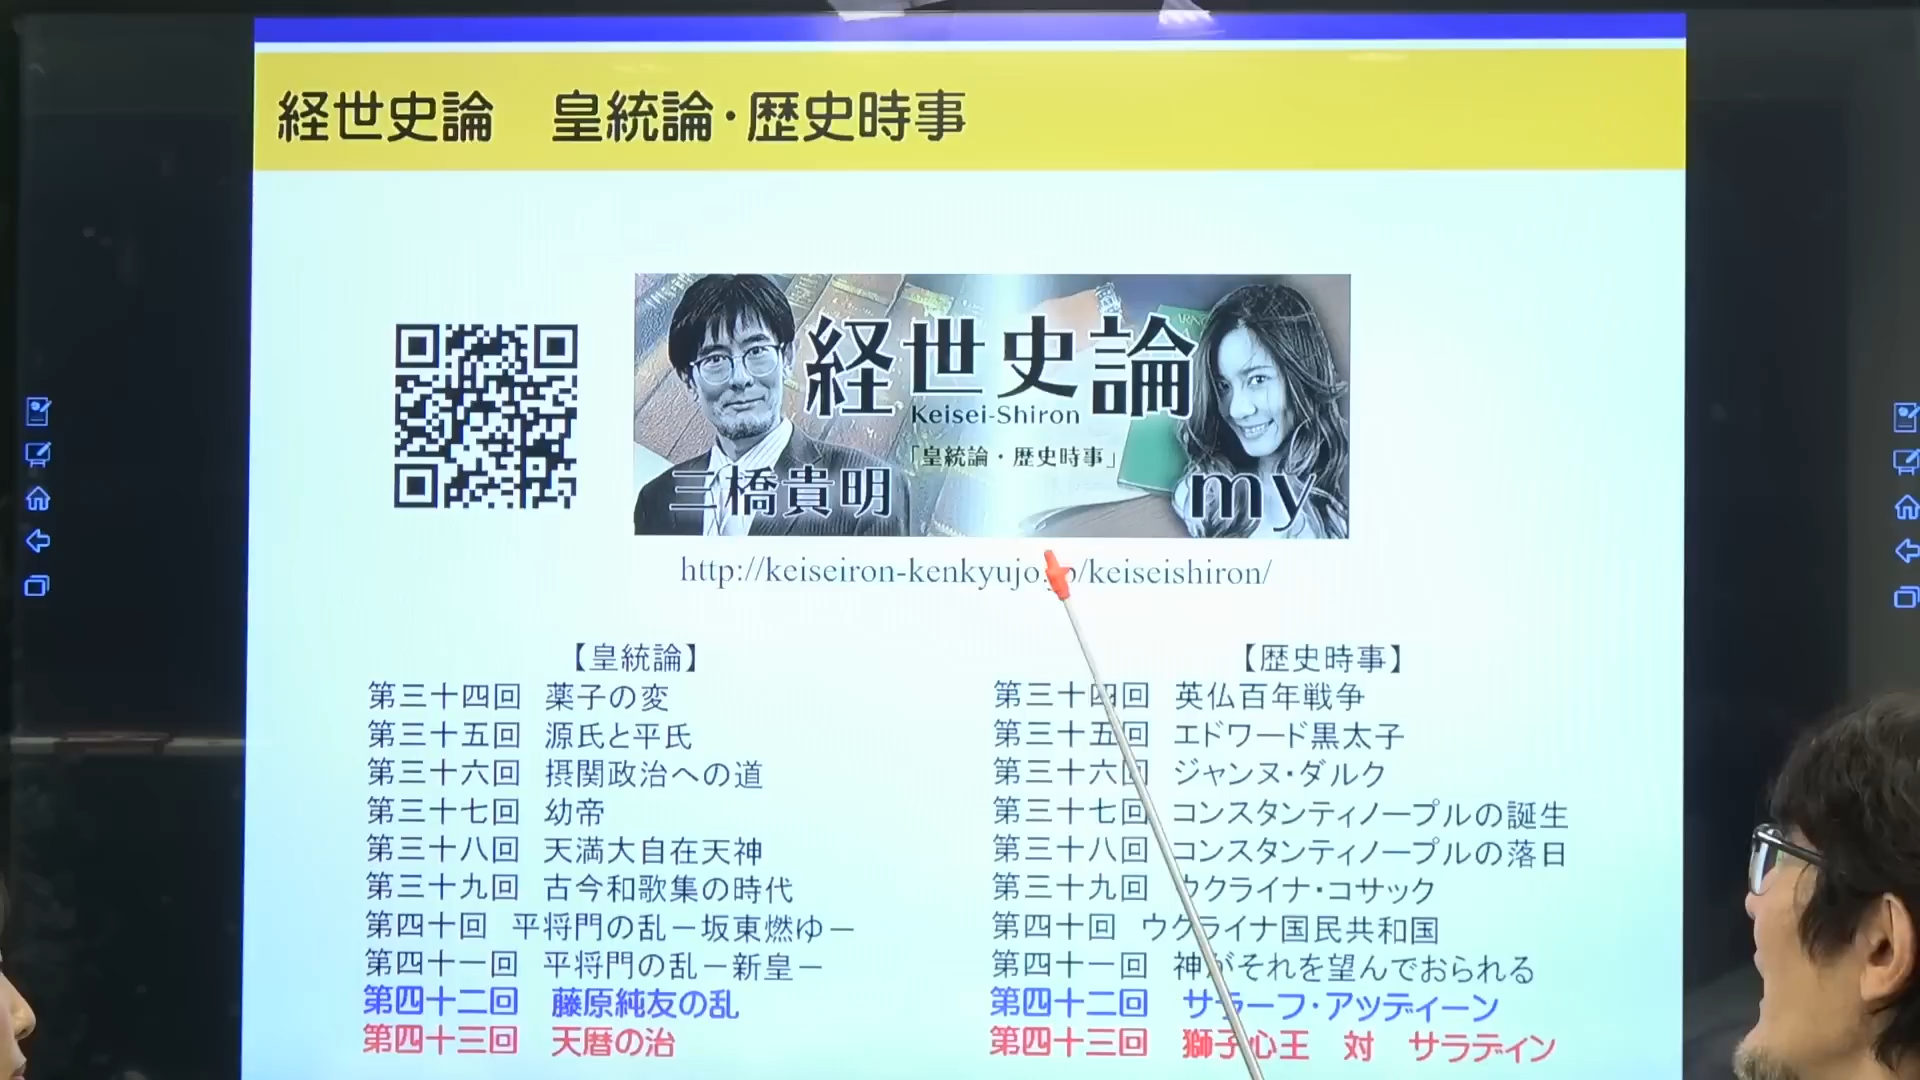 経世史論　皇統論・歴史時事
経世史論
Keisei-Shiron
「皇統論・歴史時事」
三橋貴明
my
http://keiseiron-kenkyujo.jp/keiseishiron/
【皇統論】
第三十四回 薬子の変
第三十五回 源氏と平氏
第三十六回 摂関政治への道
第三十七回 幼帝
第三十八回 天満大自在天神
第三十九回 古今和歌集の時代
第四十回 平将門の乱－坂東燃ゆ－
第四十一回 平将門の乱－新皇－
第四十二回 藤原純友の乱
第四十三回 天暦の治
【歴史時事】
第三十四回 英仏百年戦争
第三十五回 エドワード黒太子
第三十六回 ジャンヌ・ダルク
第三十七回 コンスタンティノープルの誕生
第三十八回 コンスタンティノープルの落日
第三十九回 ウクライナ・コサック
第四十回 ウクライナ国民共和国
第四十一回 神がそれを望んでおられる
第四十二回 サラーフ・アッディーン
第四十三回 獅子心王　対　サラディン